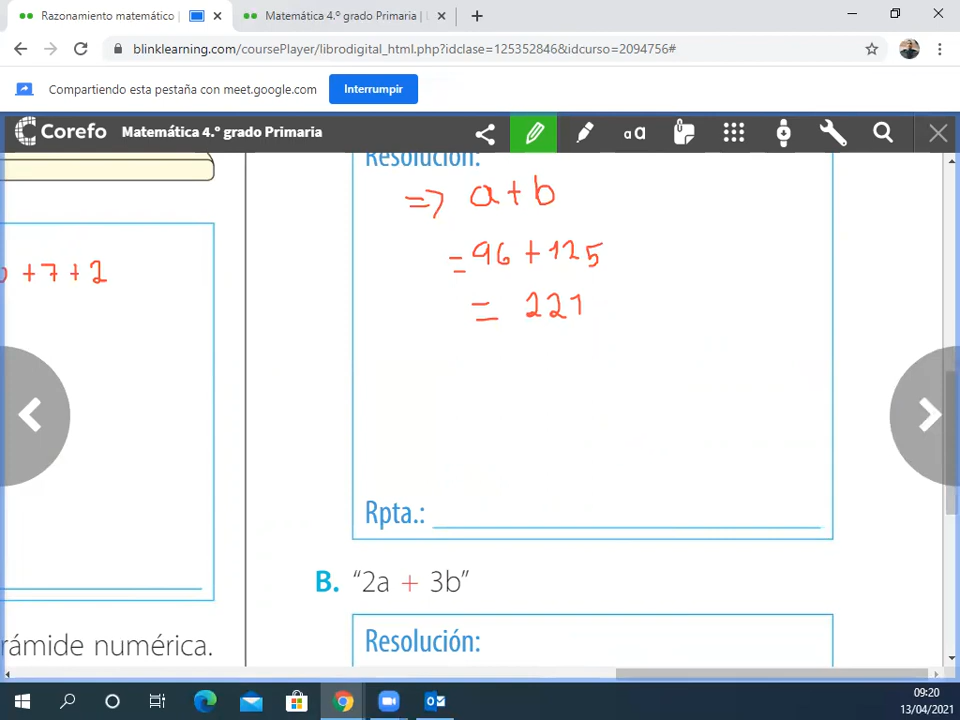 Razonamiento matemático |
Matemática 4.º grado Primaria | L
blinklearning.com/coursePlayer/librodigital_html.php?idclase=125352846&idcurso=2094756#
Compartiendo esta pestaña con meet.google.com
Interrumpir
Corefo
Matemática 4.º grado Primaria
aa
Resolución:
=> a + b
= 96 + 125
= 221
+ 7 + 2
Rpta.:
B. “2a + 3b”
Resolución:
rámide numérica.
09:20
13/04/2021